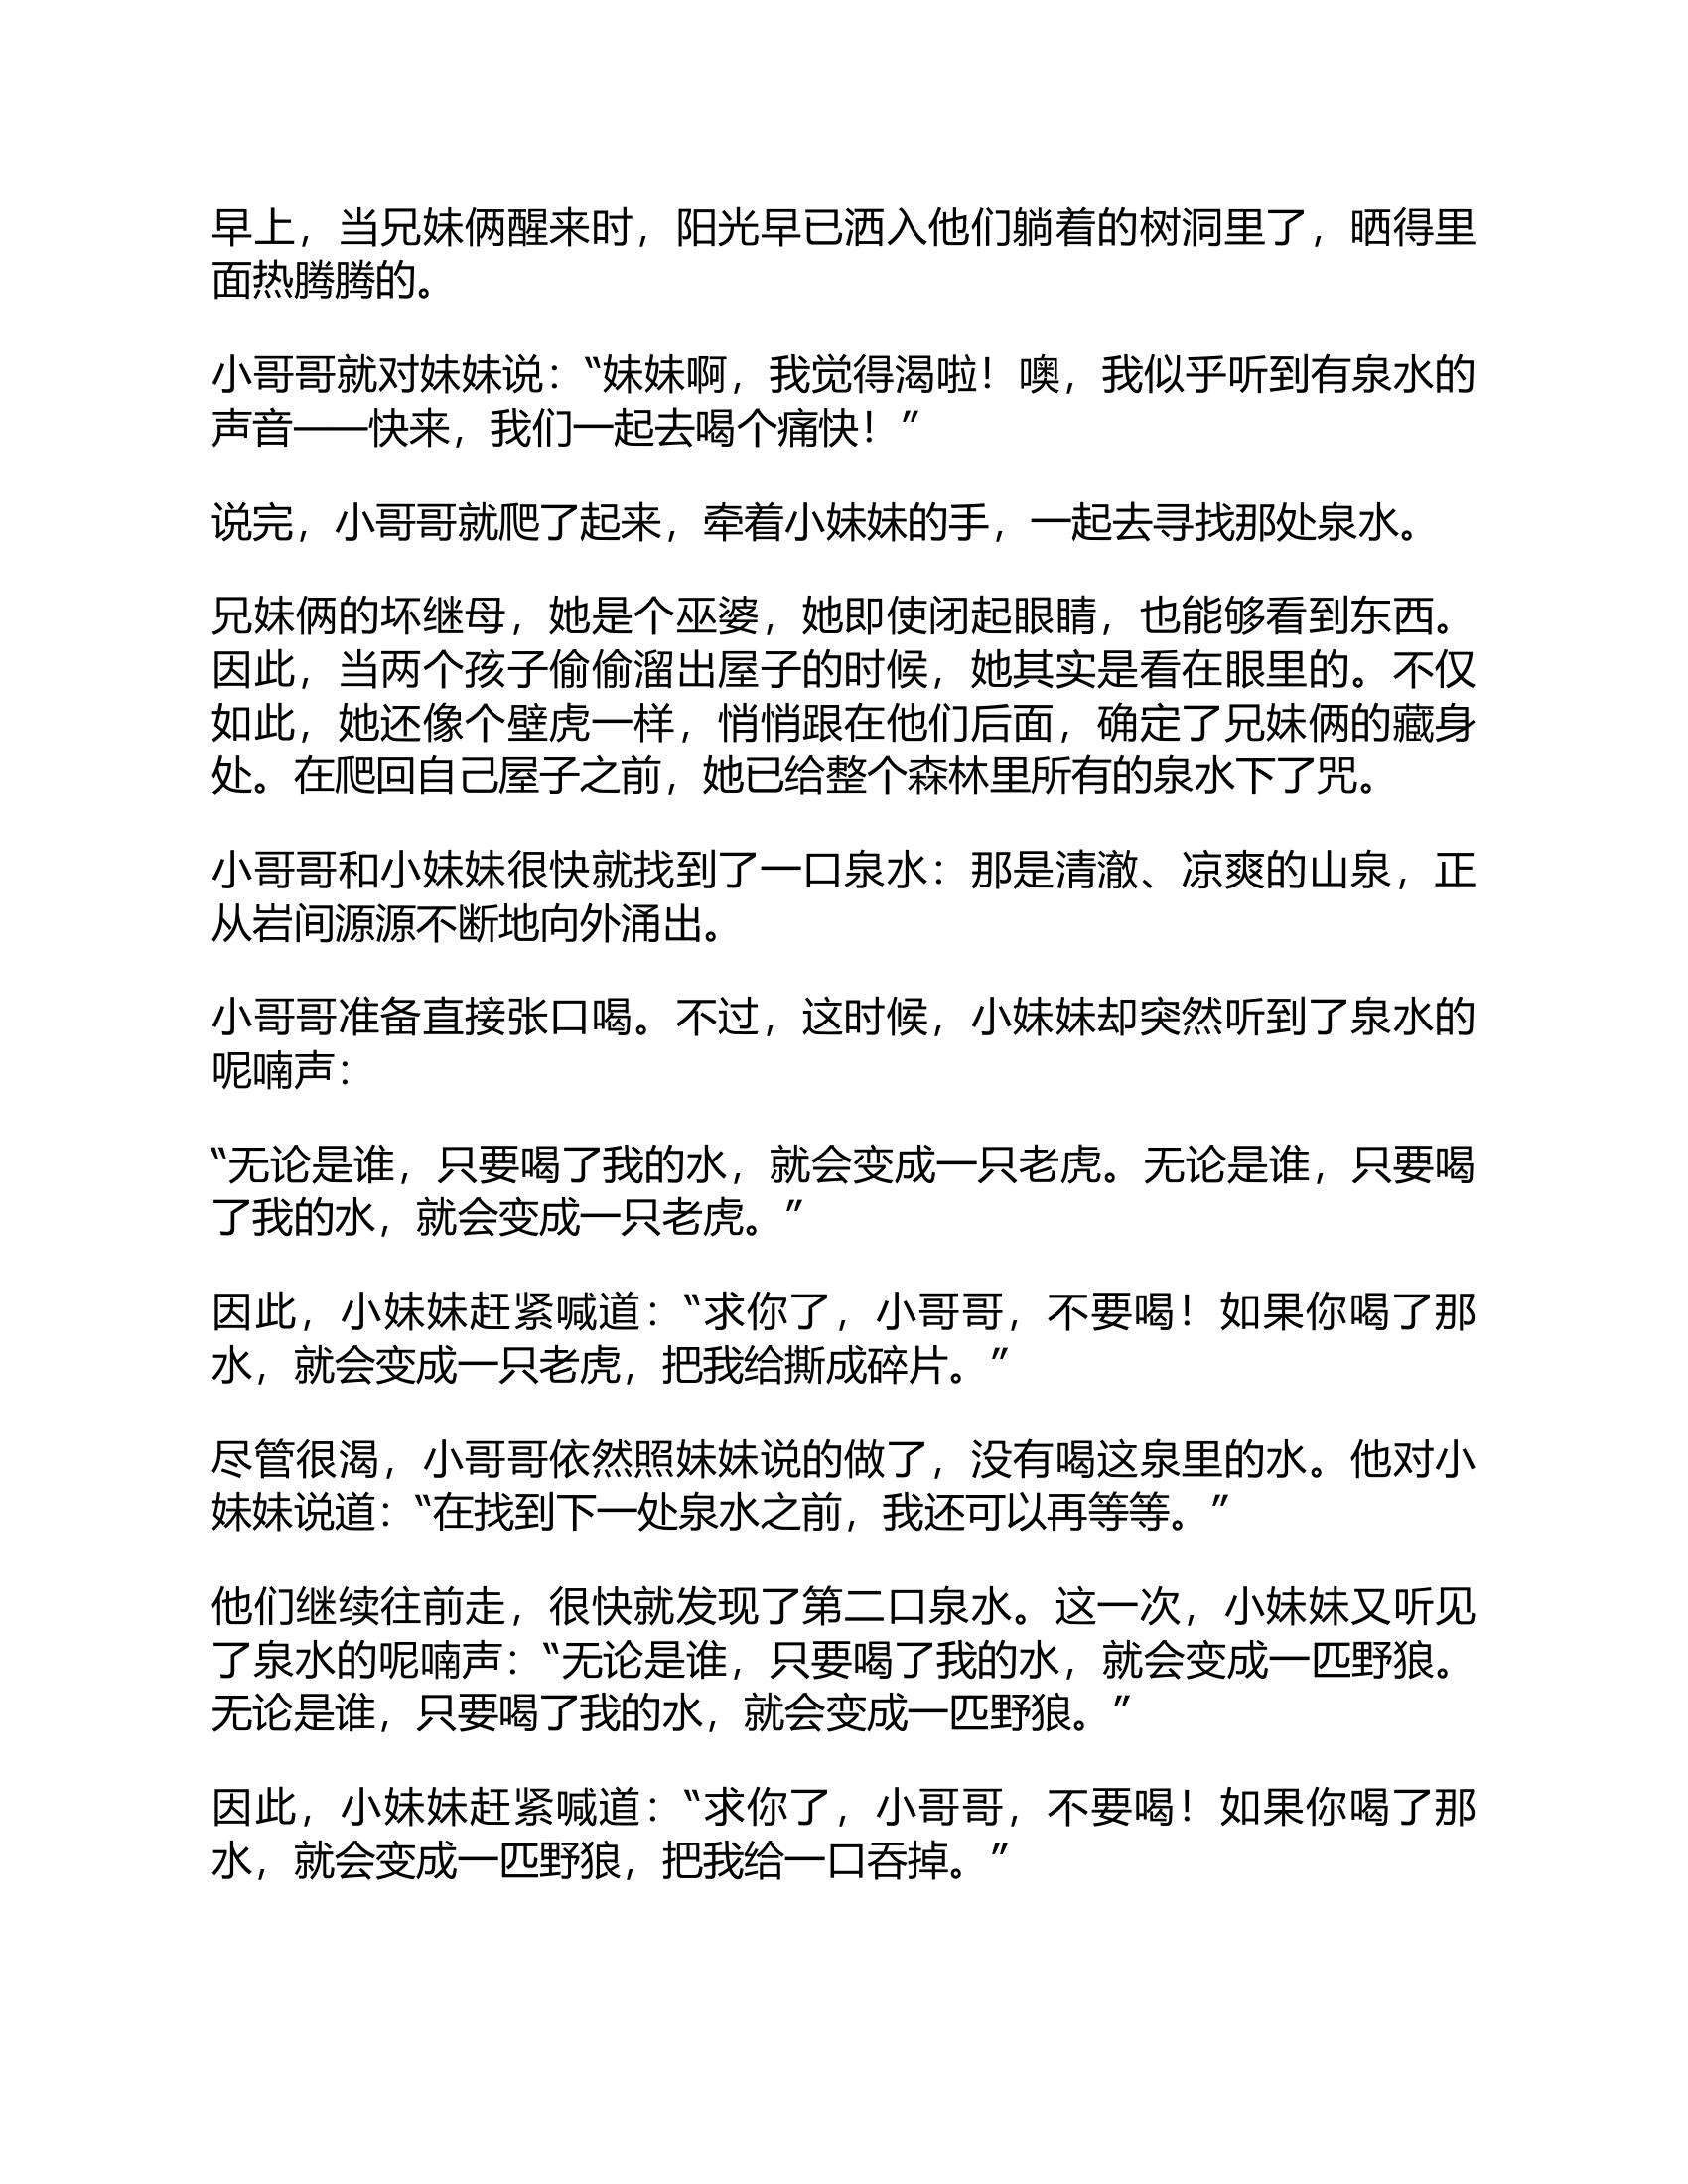 早上，当兄妹俩醒来时，阳光早已洒入他们躺着的树洞里了，晒得里
面热腾腾的。
小哥哥就对妹妹说：“妹妹啊，我觉得渴啦！噢，我似乎听到有泉水的
声音——快来，我们一起去喝个痛快！”
说完，小哥哥就爬了起来，牵着小妹妹的手，一起去寻找那处泉水。
兄妹俩的坏继母，她是个巫婆，她即使闭起眼睛，也能够看到东西。
因此，当两个孩子偷偷溜出屋子的时候，她其实是看在眼里的。不仅
如此，她还像个壁虎一样，悄悄跟在他们后面，确定了兄妹俩的藏身
处。在爬回自己屋子之前，她已给整个森林里所有的泉水下了咒。
小哥哥和小妹妹很快就找到了一口泉水：那是清澈、凉爽的山泉，正
从岩间源源不断地向外涌出。
小哥哥准备直接张口喝。不过，这时候，小妹妹却突然听到了泉水的
呢喃声：
“无论是谁，只要喝了我的水，就会变成一只老虎。无论是谁，只要喝
了我的水，就会变成一只老虎。”
因此，小妹妹赶紧喊道：“求你了，小哥哥，不要喝！如果你喝了那
水，就会变成一只老虎，把我给撕成碎片。”
尽管很渴，小哥哥依然照妹妹说的做了，没有喝这泉里的水。他对小
妹妹说道：“在找到下一处泉水之前，我还可以再等等。”
他们继续往前走，很快就发现了第二口泉水。这一次，小妹妹又听见
了泉水的呢喃声：“无论是谁，只要喝了我的水，就会变成一匹野狼。
无论是谁，只要喝了我的水，就会变成一匹野狼。”
因此，小妹妹赶紧喊道：“求你了，小哥哥，不要喝！如果你喝了那
水，就会变成一匹野狼，把我给一口吞掉。”